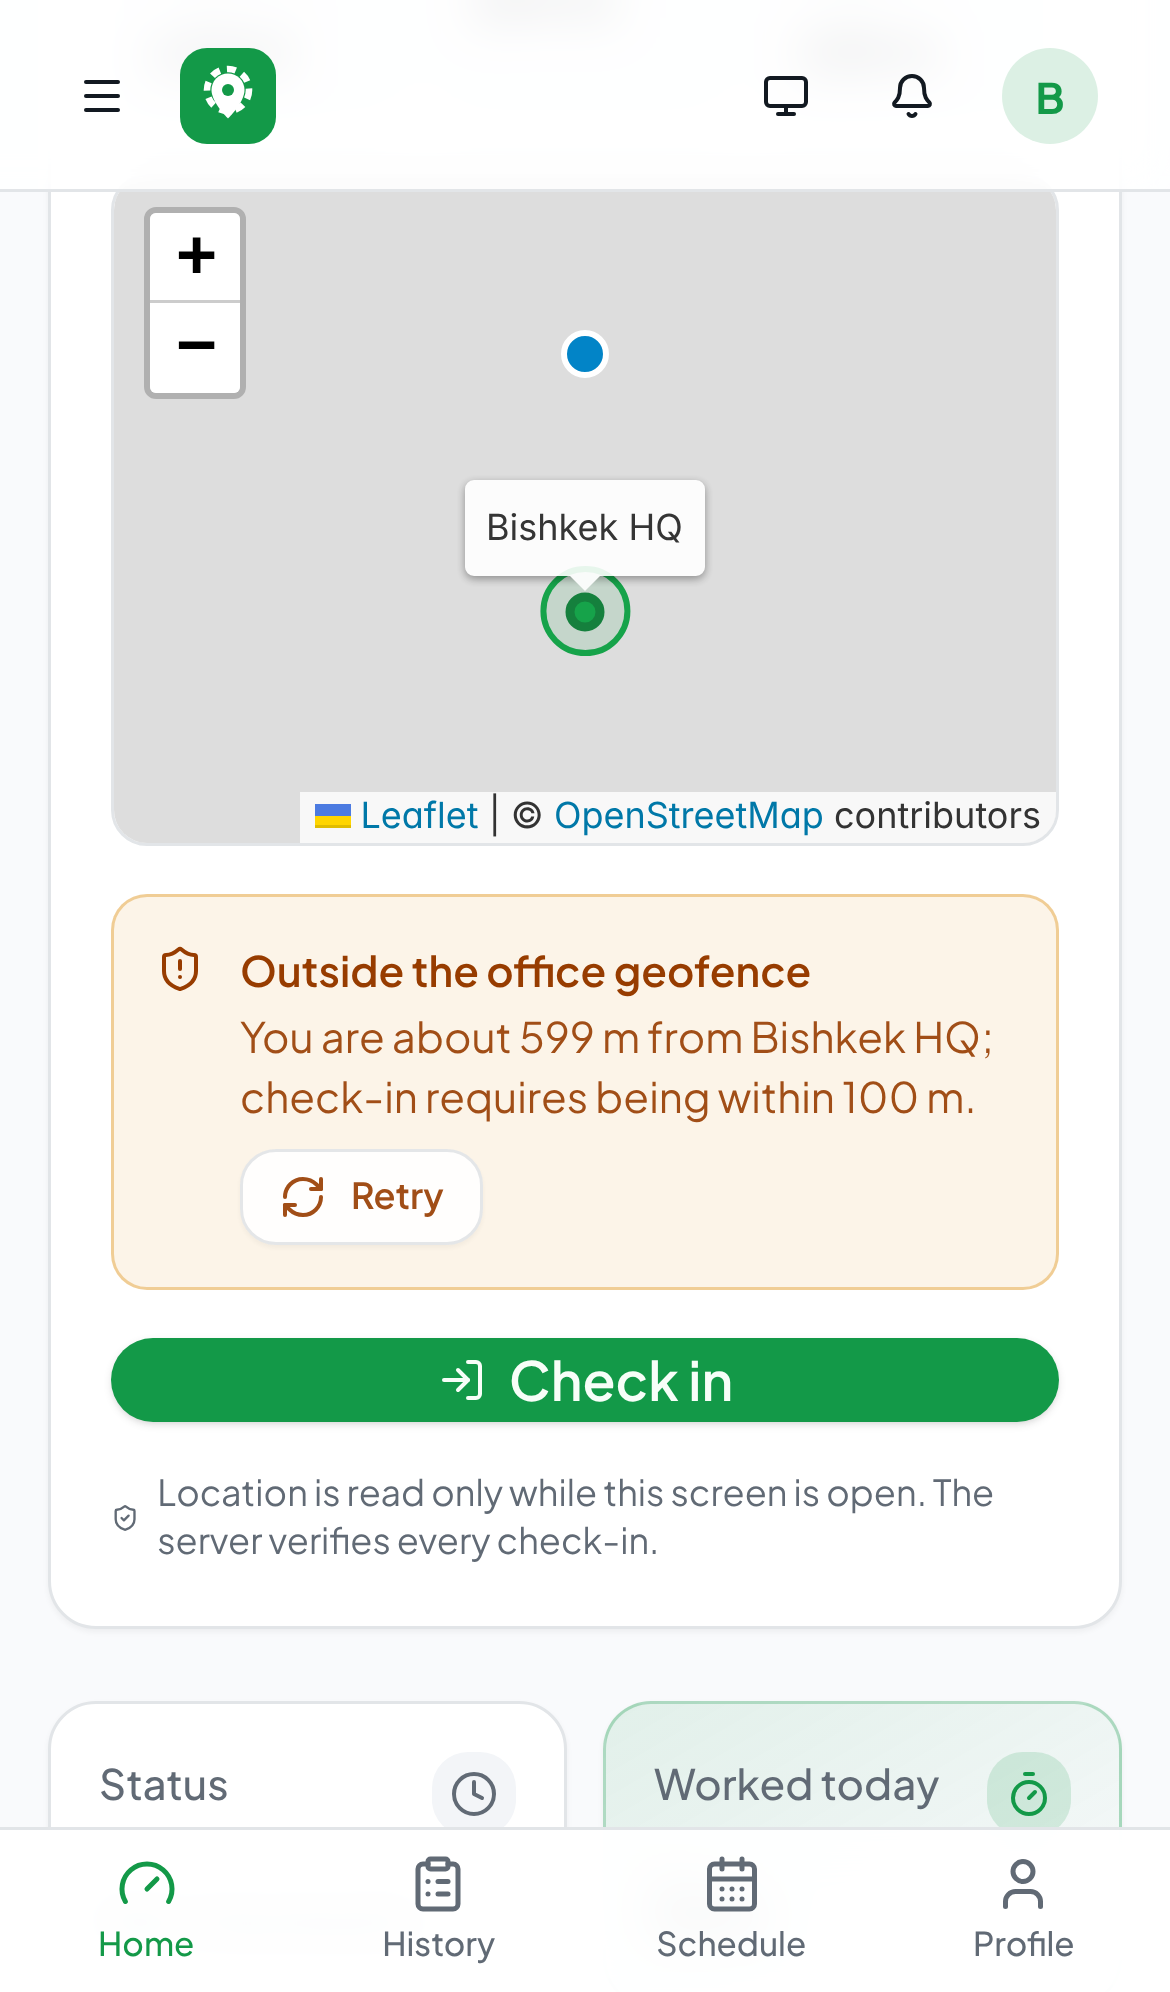 B
+
−
Bishkek HQ
Leaflet | © OpenStreetMap contributors
Outside the office geofence
You are about 599 m from Bishkek HQ;
check-in requires being within 100 m.
Retry
Check in
Location is read only while this screen is open. The
server verifies every check-in.
Status
Worked today
Home
History
Schedule
Profile